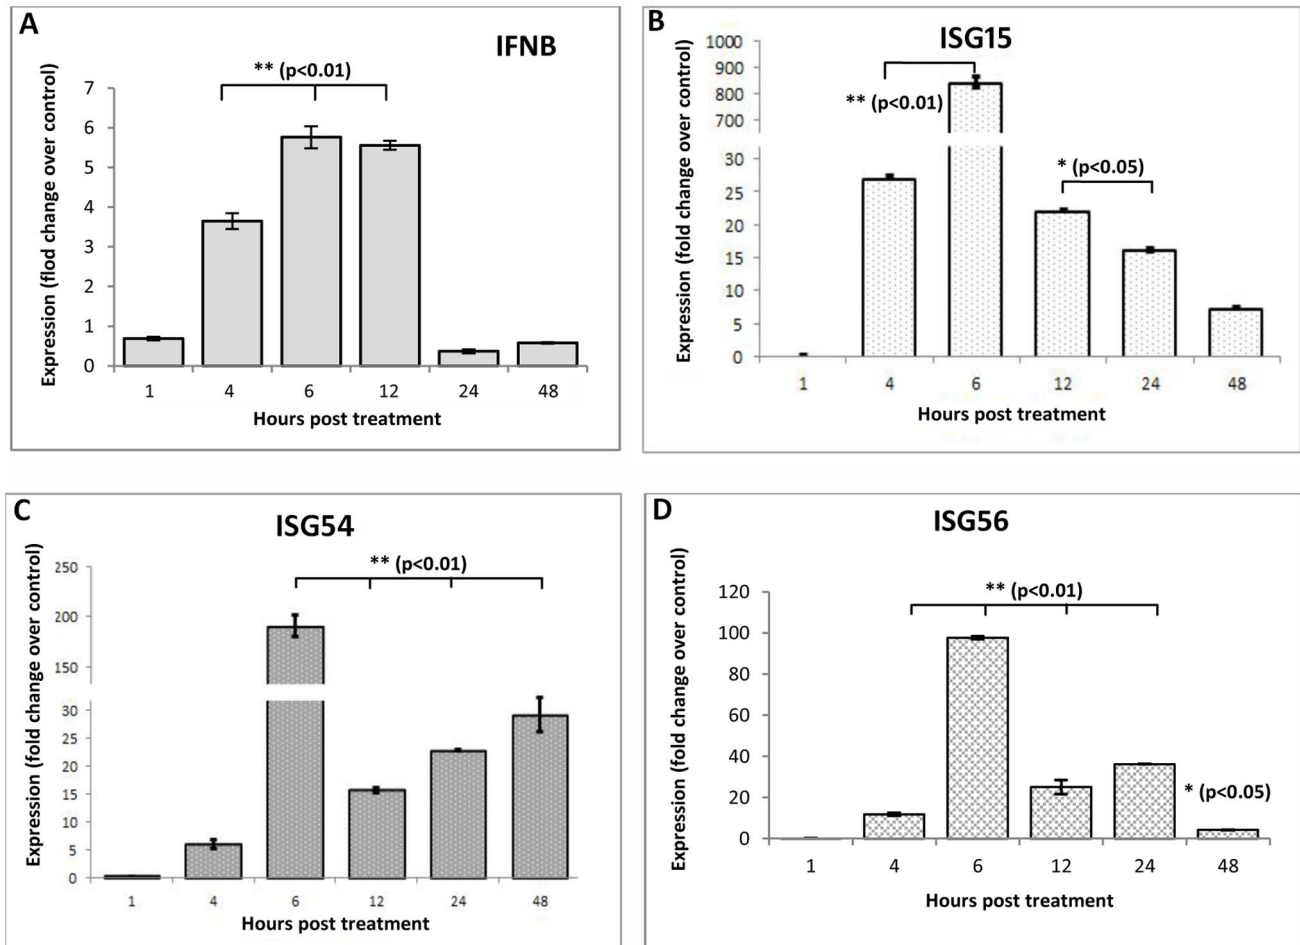 A
IFNB
** (p<0.01)
Expression (flod change over control)
7
6
5
4
3
2
1
0
1 4 6 12 24 48
Hours post treatment
B
ISG15
** (p<0.01)
* (p<0.05)
Expression (fold change over control)
1000
900
800
700
30
25
20
15
10
5
0
1 4 6 12 24 48
Hours post treatment
C
ISG54
** (p<0.01)
Expression (fold change over control)
250
200
150
30
25
20
15
10
5
0
1 4 6 12 24 48
Hours post treatment
D
ISG56
** (p<0.01)
* (p<0.05)
Expression (fold change over control)
120
100
80
60
40
20
0
1 4 6 12 24 48
Hours post treatment